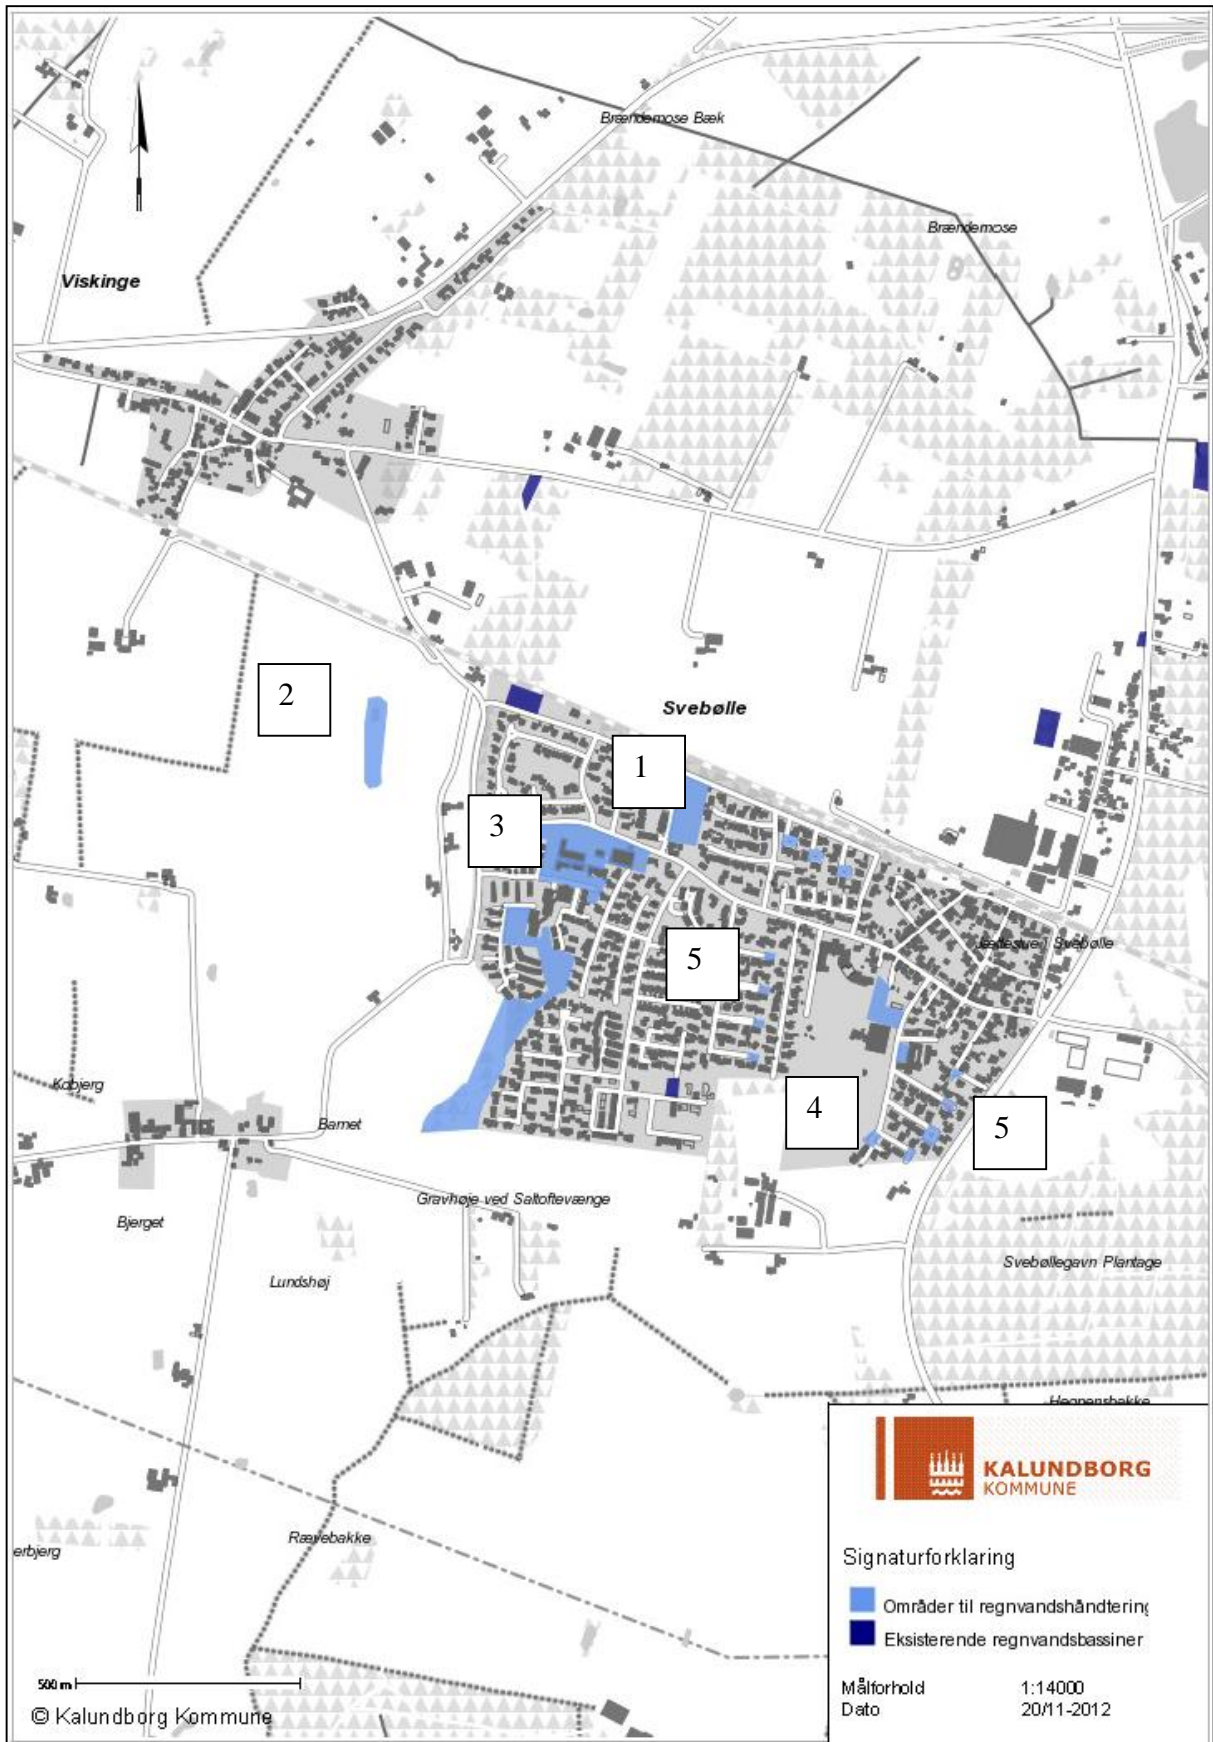 Brændemose Bæk
Brændemose
Viskinge
2
Svebølle
1
3
5
Jættestue i Svebølle
Kobjerg
4
5
Barnet
Gravhøje ved Saltoftevænge
Bjerget
Lundshøj
Svebøllegavn Plantage
Hegnensbakke
KALUNDBORG
KOMMUNE
Rævebakke
erbjerg
Signaturforklaring
Områder til regnvandshåndtering
Eksisterende regnvandsbassiner
500 m
Målforhold 1:14000
Dato 20/11-2012
© Kalundborg Kommune